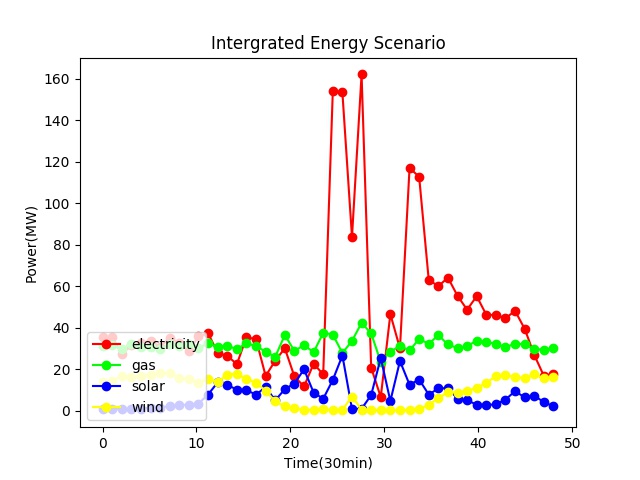 Intergrated Energy Scenario
Power(MW)
160
140
120
100
80
60
40
20
0
electricity
gas
solar
wind
0 10 20 30 40 50
Time(30min)